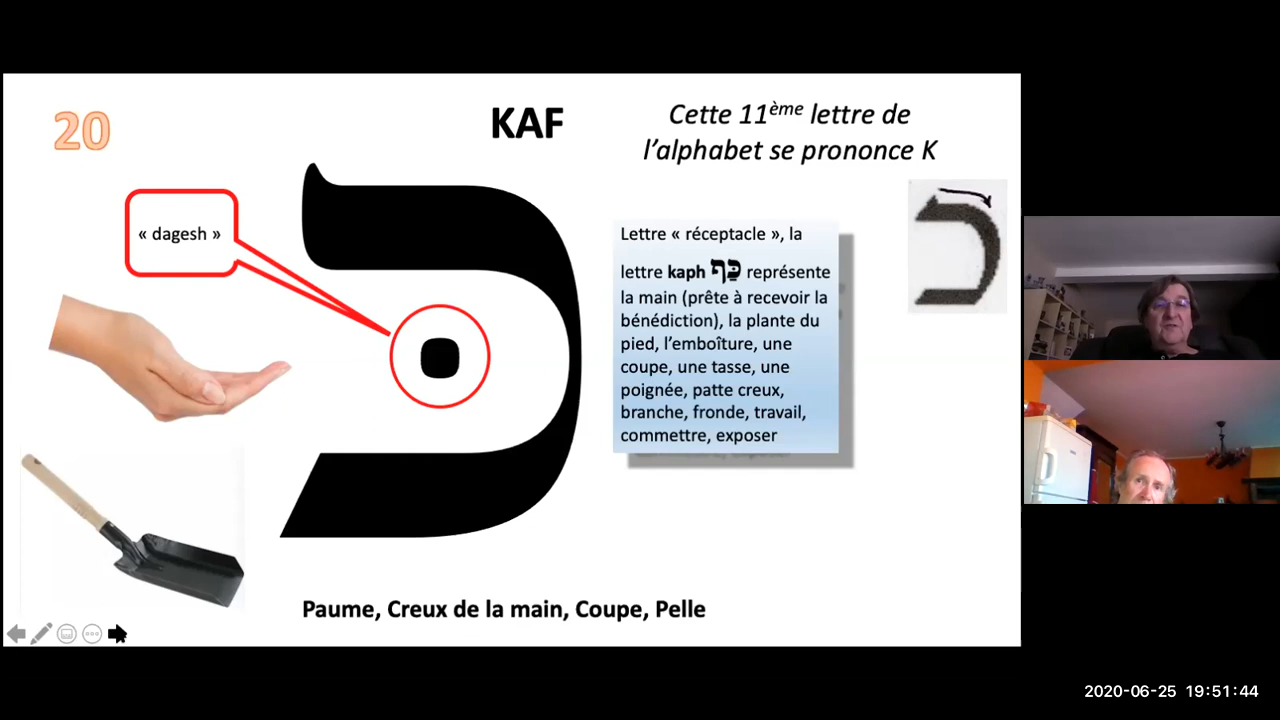 20
KAF
Cette 11ème lettre de
l’alphabet se prononce K
« dagesh »
כּ
Lettre « réceptacle », la
lettre kaph כַּף représente
la main (prête à recevoir la
bénédiction), la plante du
pied, l’emboîture, une
coupe, une tasse, une
poignée, patte creux,
branche, fronde, travail,
commettre, exposer
כ
Paume, Creux de la main, Coupe, Pelle
2020-06-25 19:51:44